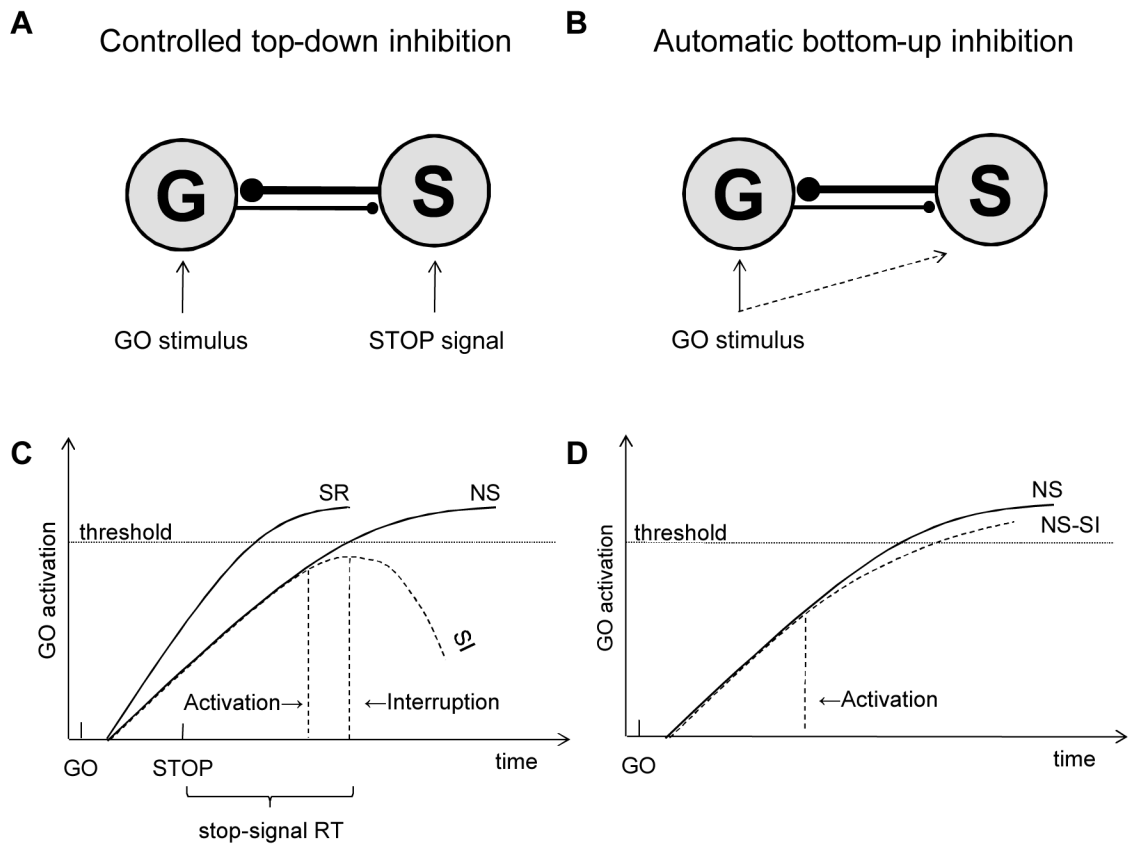 A
Controlled top-down inhibition
G
S
GO stimulus
STOP signal
B
Automatic bottom-up inhibition
G
S
GO stimulus
C
SR
NS
threshold
GO activation
SI
Activation→
←Interruption
GO
STOP
time
stop-signal RT
D
NS
NS-SI
threshold
GO activation
←Activation
GO
time